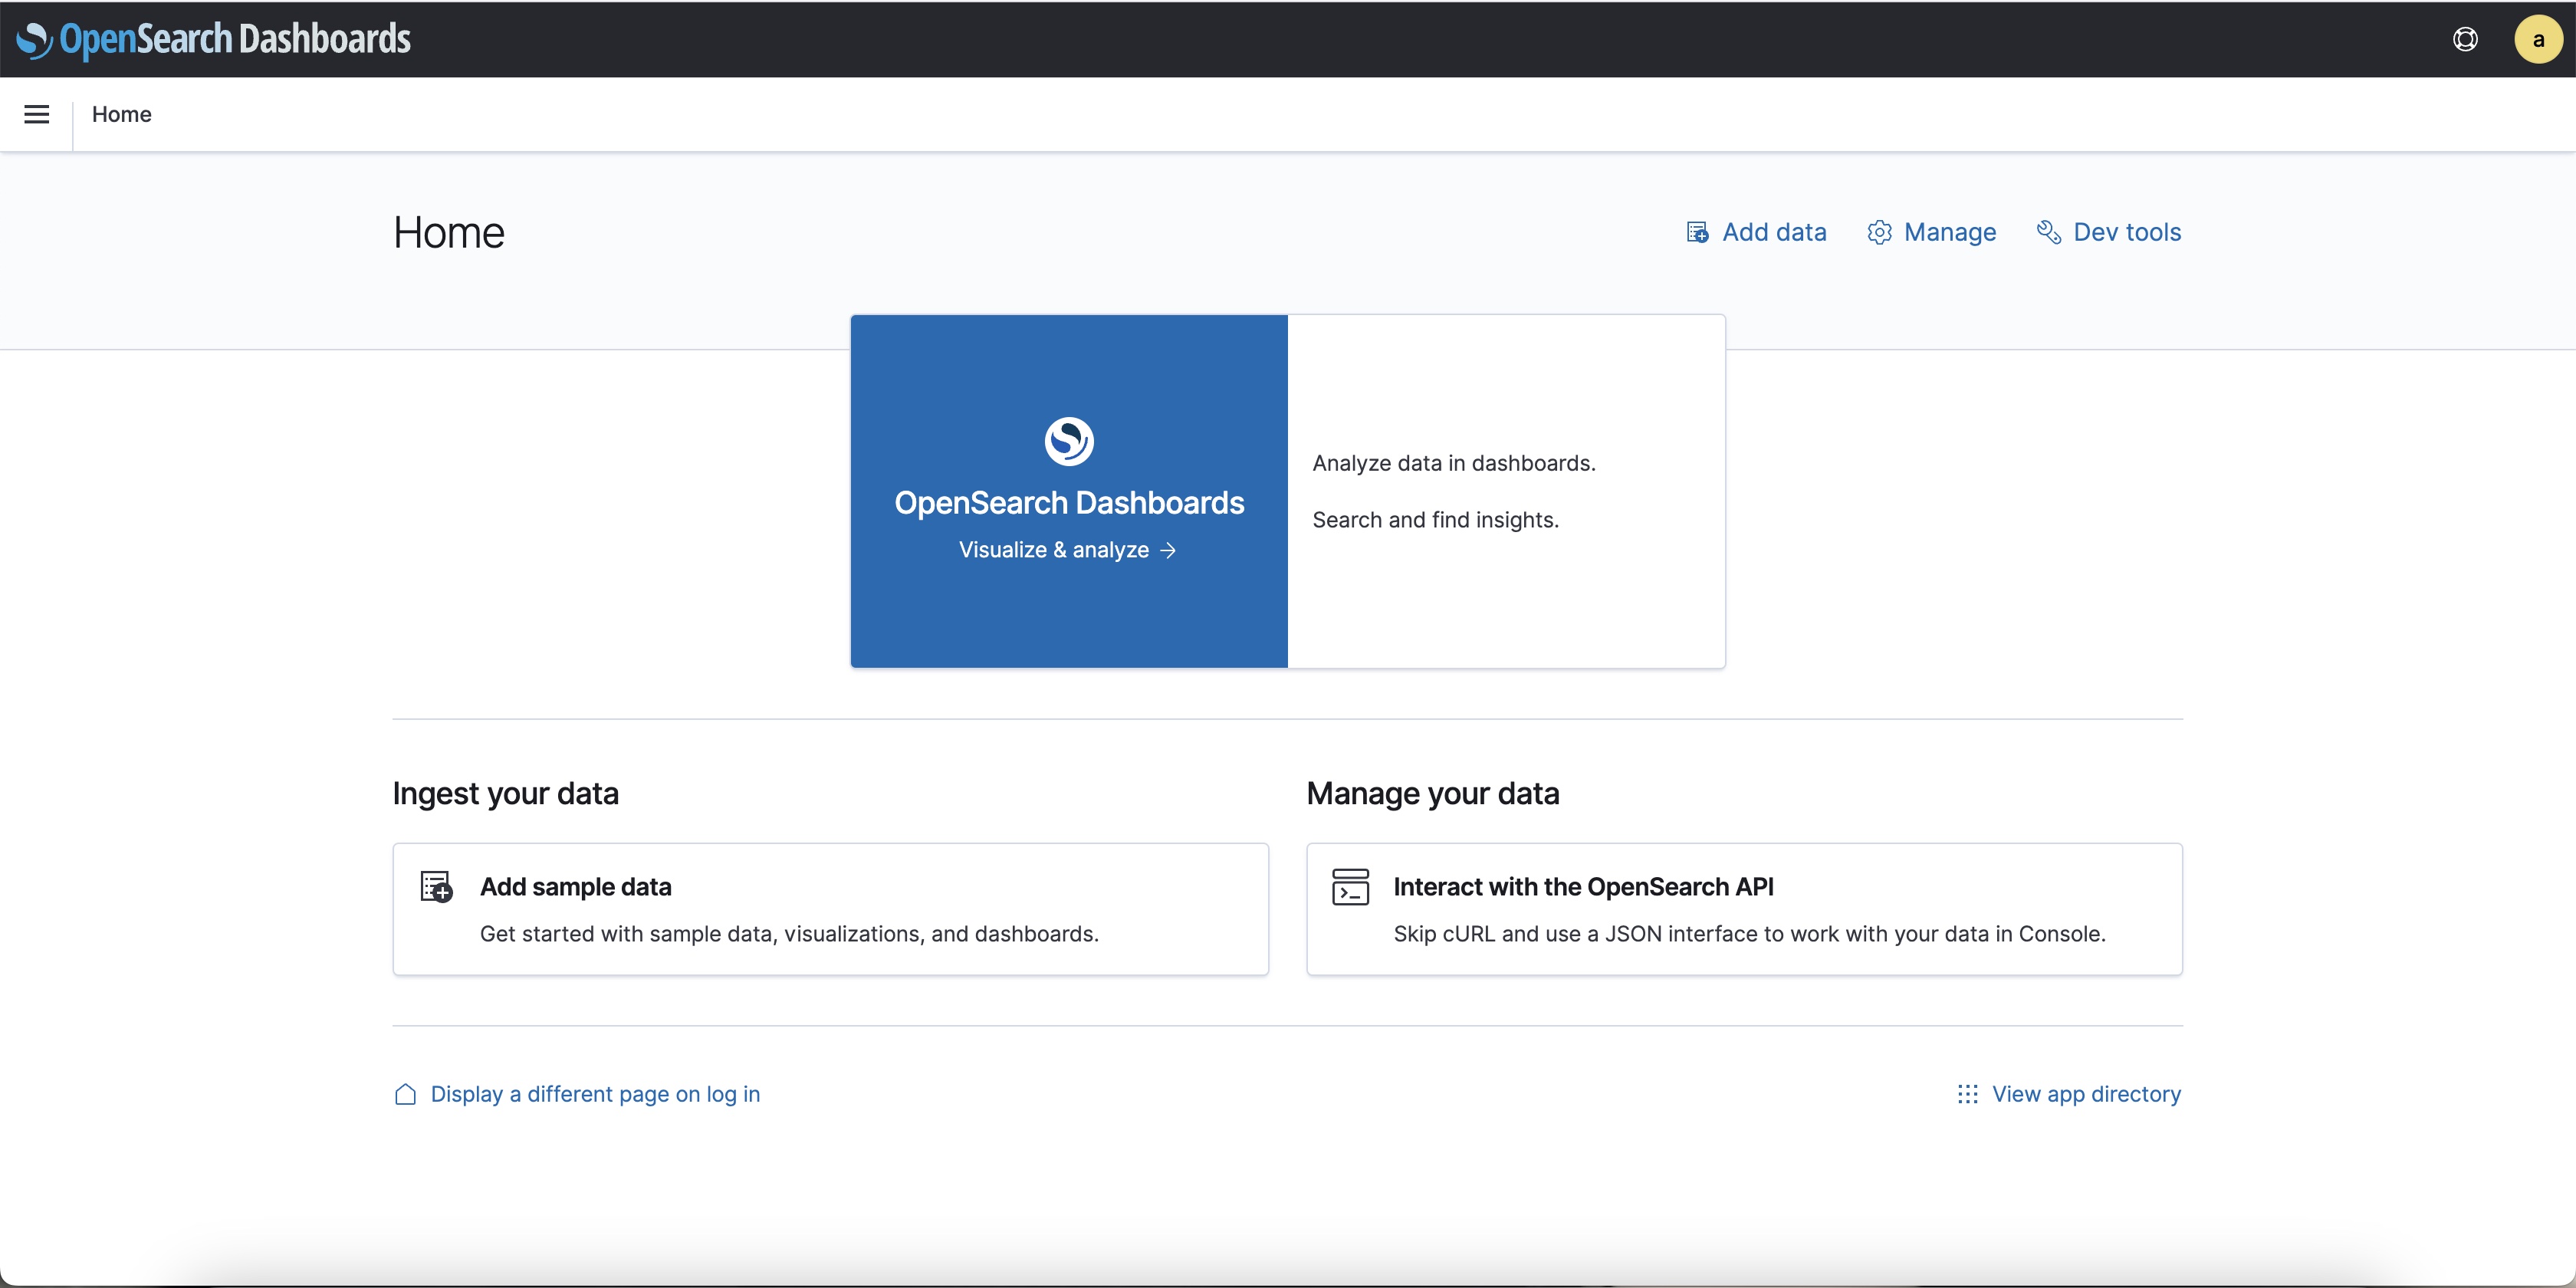 OpenSearch Dashboards
a
Home
Home
Add data
Manage
Dev tools
OpenSearch Dashboards
Visualize & analyze →
Analyze data in dashboards.
Search and find insights.
Ingest your data
Add sample data
Get started with sample data, visualizations, and dashboards.
Manage your data
Interact with the OpenSearch API
Skip cURL and use a JSON interface to work with your data in Console.
Display a different page on log in
View app directory